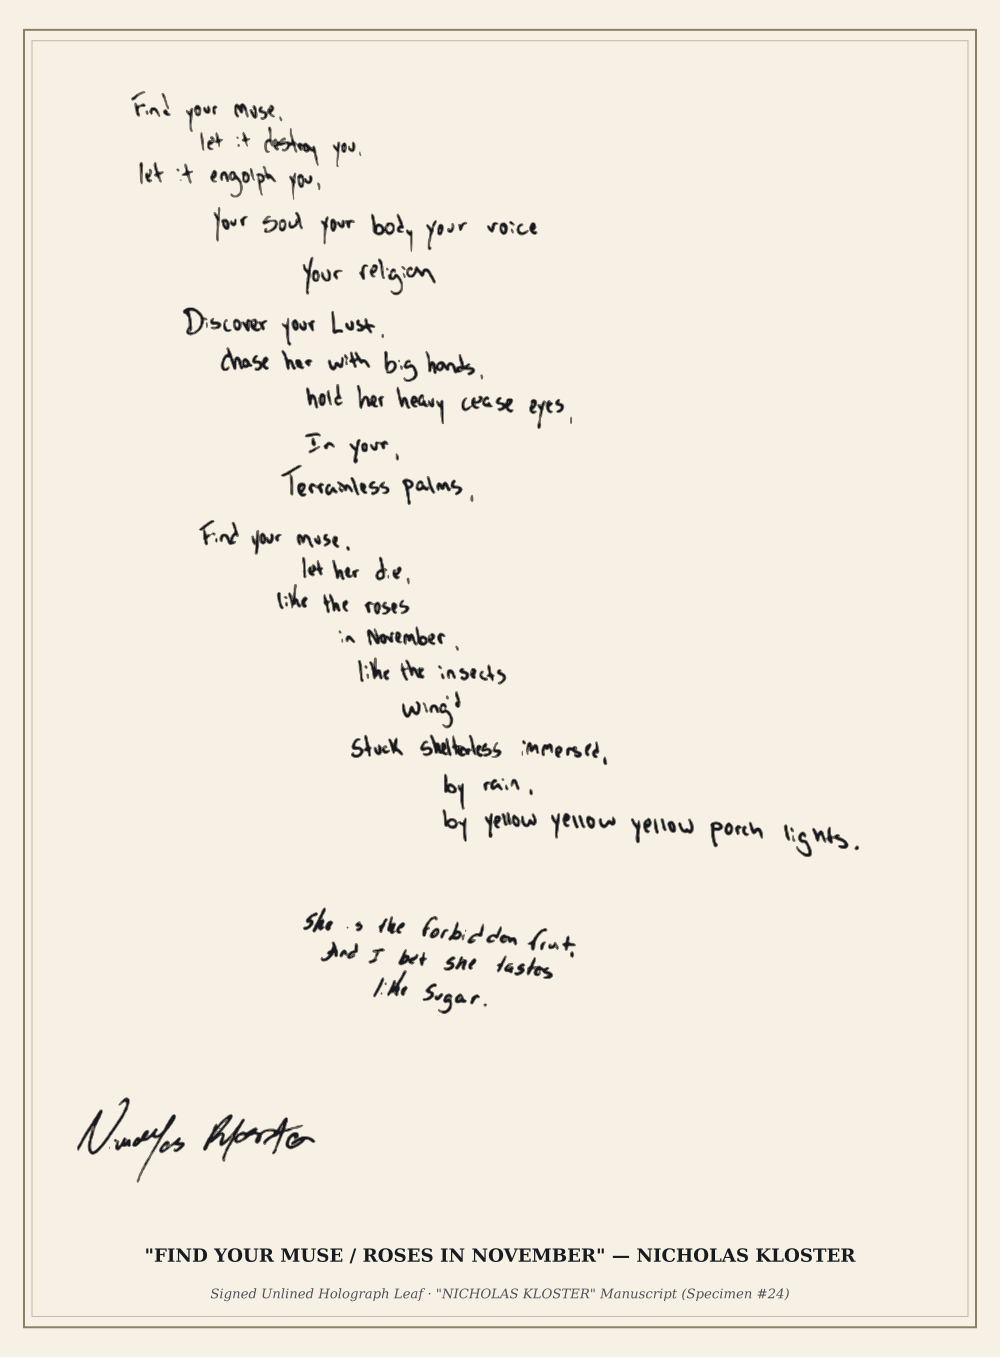 Find your muse,
let it destroy you,
let it engolph you,
Your soul your body your voice
Your religion
Discover your Lust,
chase her with big hands,
hold her heavy cease eyes,
In your,
Terrainless palms,
Find your muse,
let her die,
like the roses
in November,
like the insects
wing'd
stuck shelterless immersed,
by rain,
by yellow yellow yellow porch lights.
She is the forbidden fruit,
And I bet she tastes
like Sugar.
Nicholas Kloster
"FIND YOUR MUSE / ROSES IN NOVEMBER" — NICHOLAS KLOSTER
Signed Unlined Holograph Leaf · "NICHOLAS KLOSTER" Manuscript (Specimen #24)